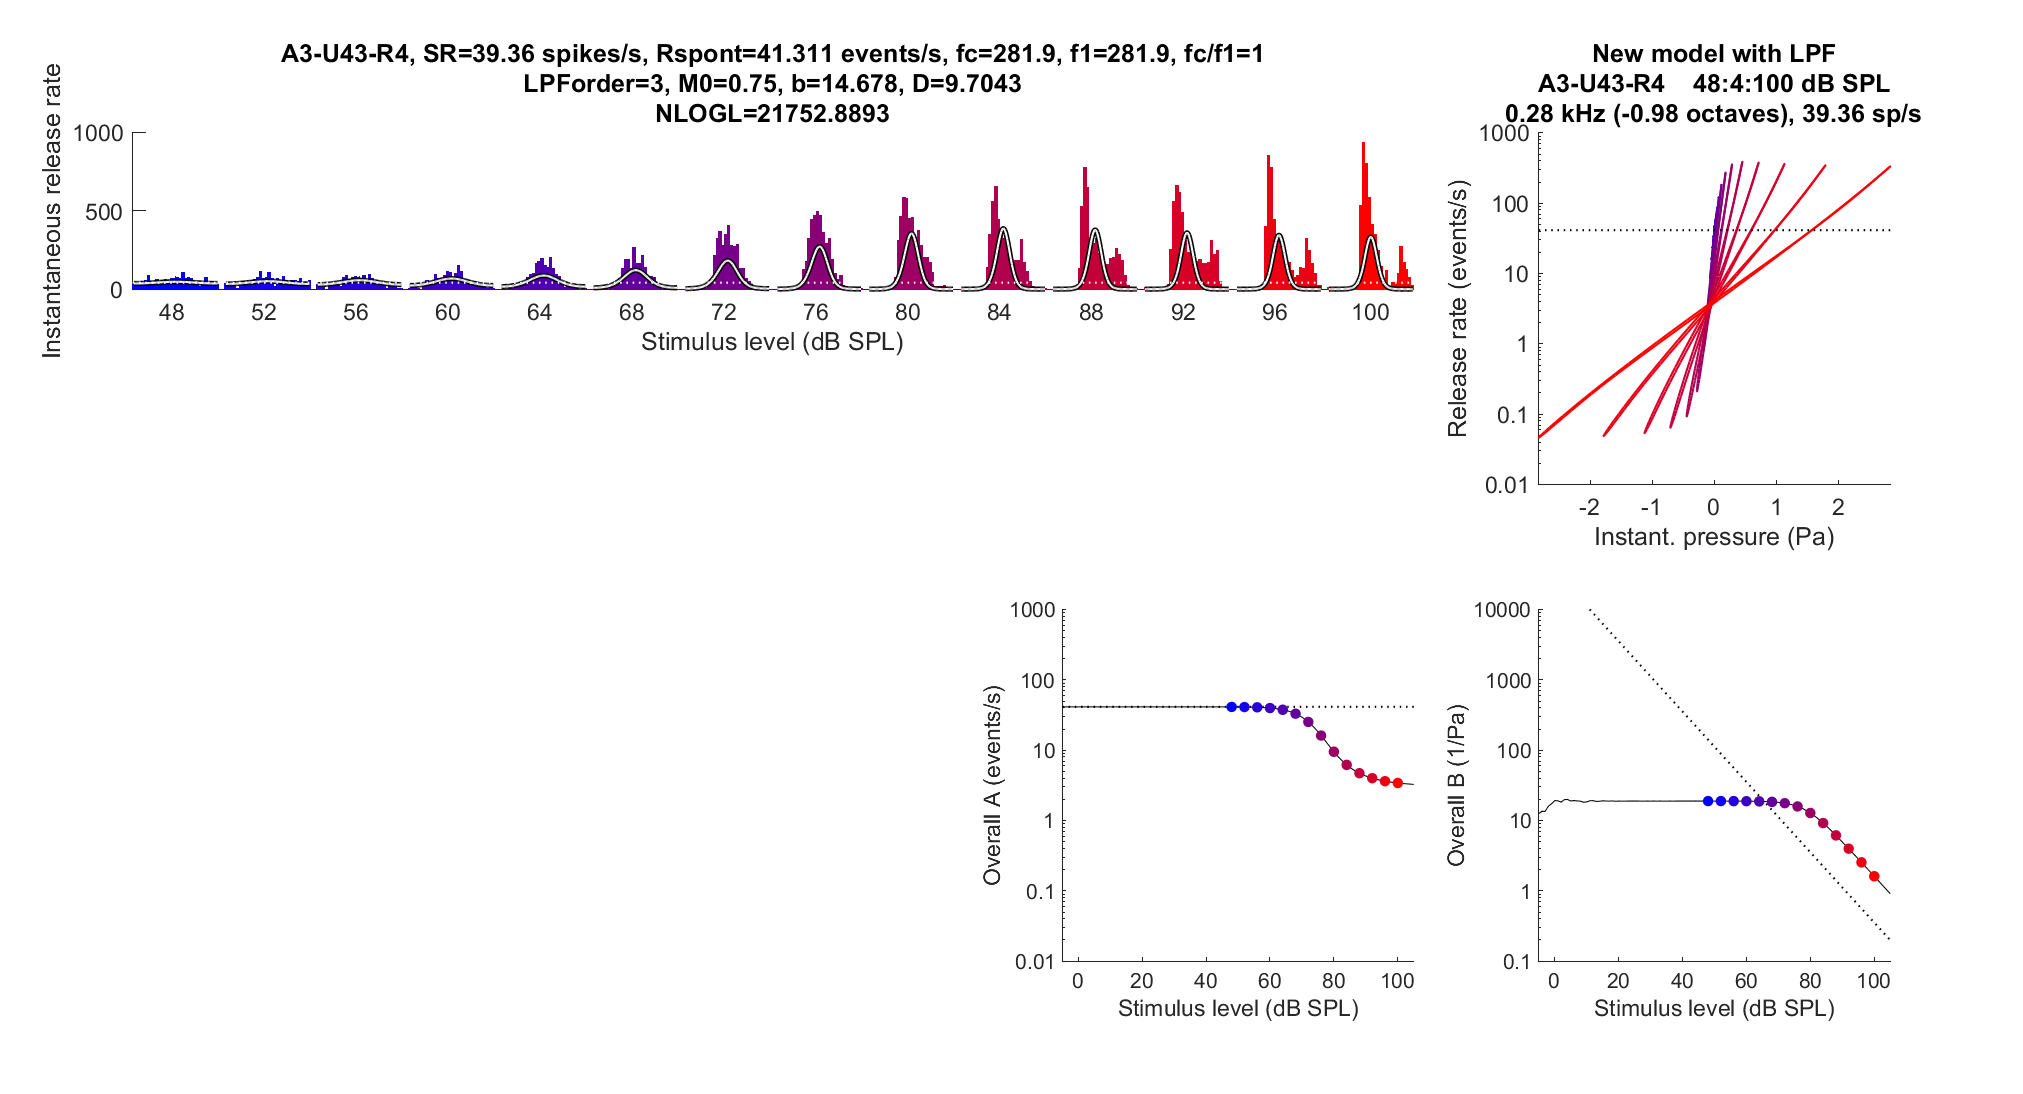 A3-U43-R4, SR=39.36 spikes/s, Rspont=41.311 events/s, fc=281.9, f1=281.9, fc/f1=1
LPForder=3, M0=0.75, b=14.678, D=9.7043
NLOGL=21752.8893
Instantaneous release rate
1000
500
0
48 52 56 60 64 68 72 76 80 84 88 92 96 100
Stimulus level (dB SPL)
New model with LPF
A3-U43-R4 48:4:100 dB SPL
0.28 kHz (-0.98 octaves), 39.36 sp/s
Release rate (events/s)
1000
100
10
1
0.1
0.01
-2 -1 0 1 2
Instant. pressure (Pa)
Overall A (events/s)
1000
100
10
1
0.1
0.01
0 20 40 60 80 100
Stimulus level (dB SPL)
Overall B (1/Pa)
10000
1000
100
10
1
0.1
0 20 40 60 80 100
Stimulus level (dB SPL)